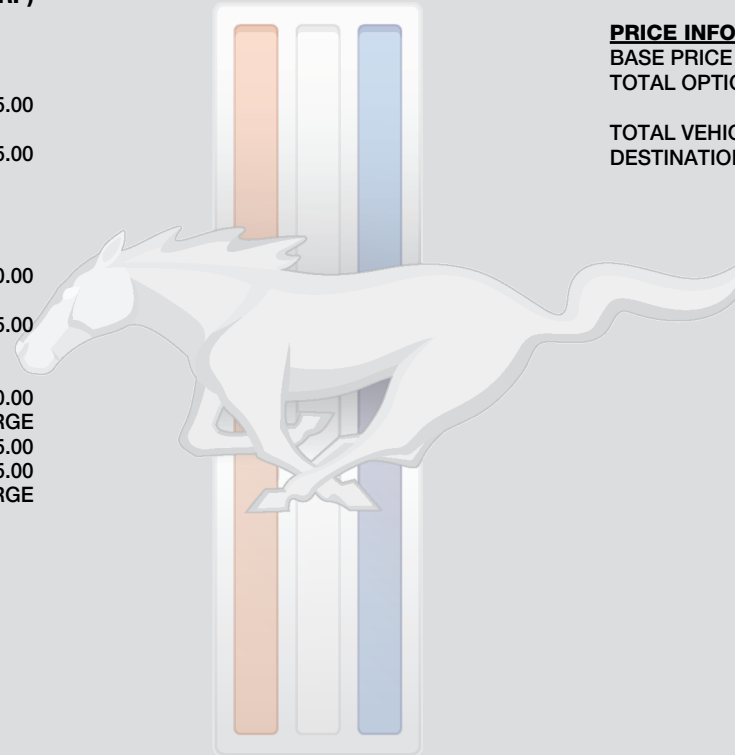 5.00
5.00
0.00
5.00
0.00
RGE
5.00
5.00
RGE
PRICE INFO
BASE PRICE
TOTAL OPTIO
TOTAL VEHIC
DESTINATION